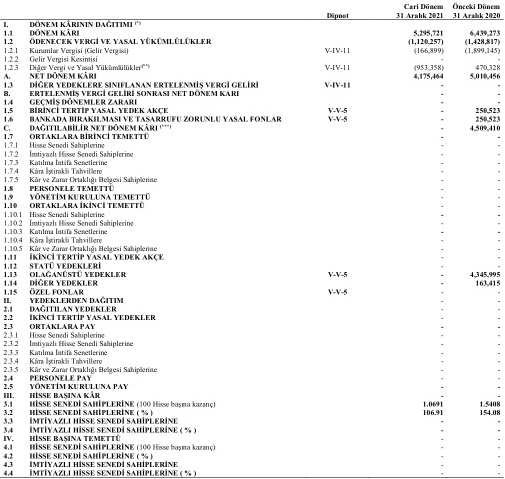 Cari Dönem Önceki Dönem
Dipnot 31 Aralık 2021 31 Aralık 2020
I. DÖNEM KÂRININ DAĞITIMI (*)
1.1 DÖNEM KÂRI 5,295,721 6,439,273
1.2 ÖDENECEK VERGİ VE YASAL YÜKÜMLÜLÜKLER (1,120,257) (1,428,817)
1.2.1 Kurumlar Vergisi (Gelir Vergisi) V-IV-11 (166,899) (1,899,145)
1.2.2 Gelir Vergisi Kesintisi - -
1.2.3 Diğer Vergi ve Yasal Yükümlülükler(**) V-IV-11 (953,358) 470,328
A. NET DÖNEM KÂRI 4,175,464 5,010,456
1.3 DİĞER YEDEKLERE SINIFLANAN ERTELENMİŞ VERGİ GELİRİ V-IV-11 - -
B. ERTELENMİŞ VERGİ GELİRİ SONRASI NET DÖNEM KARI - -
1.4 GEÇMİŞ DÖNEMLER ZARARI - -
1.5 BİRİNCİ TERTİP YASAL YEDEK AKÇE V-V-5 - 250,523
1.6 BANKADA BIRAKILMASI VE TASARRUFU ZORUNLU YASAL FONLAR V-V-5 - 250,523
C. DAĞITILABİLİR NET DÖNEM KÂRI (***) - 4,509,410
1.7 ORTAKLARA BİRİNCİ TEMETTÜ - -
1.7.1 Hisse Senedi Sahiplerine - -
1.7.2 İmtiyazlı Hisse Senedi Sahiplerine - -
1.7.3 Katılma İntifa Senetlerine - -
1.7.4 Kâra İştirakli Tahvillere - -
1.7.5 Kâr ve Zarar Ortaklığı Belgesi Sahiplerine - -
1.8 PERSONELE TEMETTÜ - -
1.9 YÖNETİM KURULUNA TEMETTÜ - -
1.10 ORTAKLARA İKİNCİ TEMETTÜ - -
1.10.1 Hisse Senedi Sahiplerine - -
1.10.2 İmtiyazlı Hisse Senedi Sahiplerine - -
1.10.3 Katılma İntifa Senetlerine - -
1.10.4 Kâra İştirakli Tahvillere - -
1.10.5 Kâr ve Zarar Ortaklığı Belgesi Sahiplerine - -
1.11 İKİNCİ TERTİP YASAL YEDEK AKÇE - -
1.12 STATÜ YEDEKLERİ - -
1.13 OLAĞANÜSTÜ YEDEKLER V-V-5 - 4,345,995
1.14 DİĞER YEDEKLER - 163,415
1.15 ÖZEL FONLAR V-V-5 - -
II. YEDEKLERDEN DAĞITIM - -
2.1 DAĞITILAN YEDEKLER - -
2.2 İKİNCİ TERTİP YASAL YEDEKLER - -
2.3 ORTAKLARA PAY - -
2.3.1 Hisse Senedi Sahiplerine - -
2.3.2 İmtiyazlı Hisse Senedi Sahiplerine - -
2.3.3 Katılma İntifa Senetlerine - -
2.3.4 Kâra İştirakli Tahvillere - -
2.3.5 Kâr ve Zarar Ortaklığı Belgesi Sahiplerine - -
2.4 PERSONELE PAY - -
2.5 YÖNETİM KURULUNA PAY - -
III. HİSSE BAŞINA KÂR - -
3.1 HİSSE SENEDİ SAHİPLERİNE (100 Hisse başına kazanç) 1.0691 1.5408
3.2 HİSSE SENEDİ SAHİPLERİNE ( % ) 106.91 154.08
3.3 İMTİYAZLI HİSSE SENEDİ SAHİPLERİNE - -
3.4 İMTİYAZLI HİSSE SENEDİ SAHİPLERİNE ( % ) - -
IV. HİSSE BAŞINA TEMETTÜ - -
4.1 HİSSE SENEDİ SAHİPLERİNE (100 Hisse başına kazanç) - -
4.2 HİSSE SENEDİ SAHİPLERİNE ( % ) - -
4.3 İMTİYAZLI HİSSE SENEDİ SAHİPLERİNE - -
4.4 İMTİYAZLI HİSSE SENEDİ SAHİPLERİNE ( % ) - -